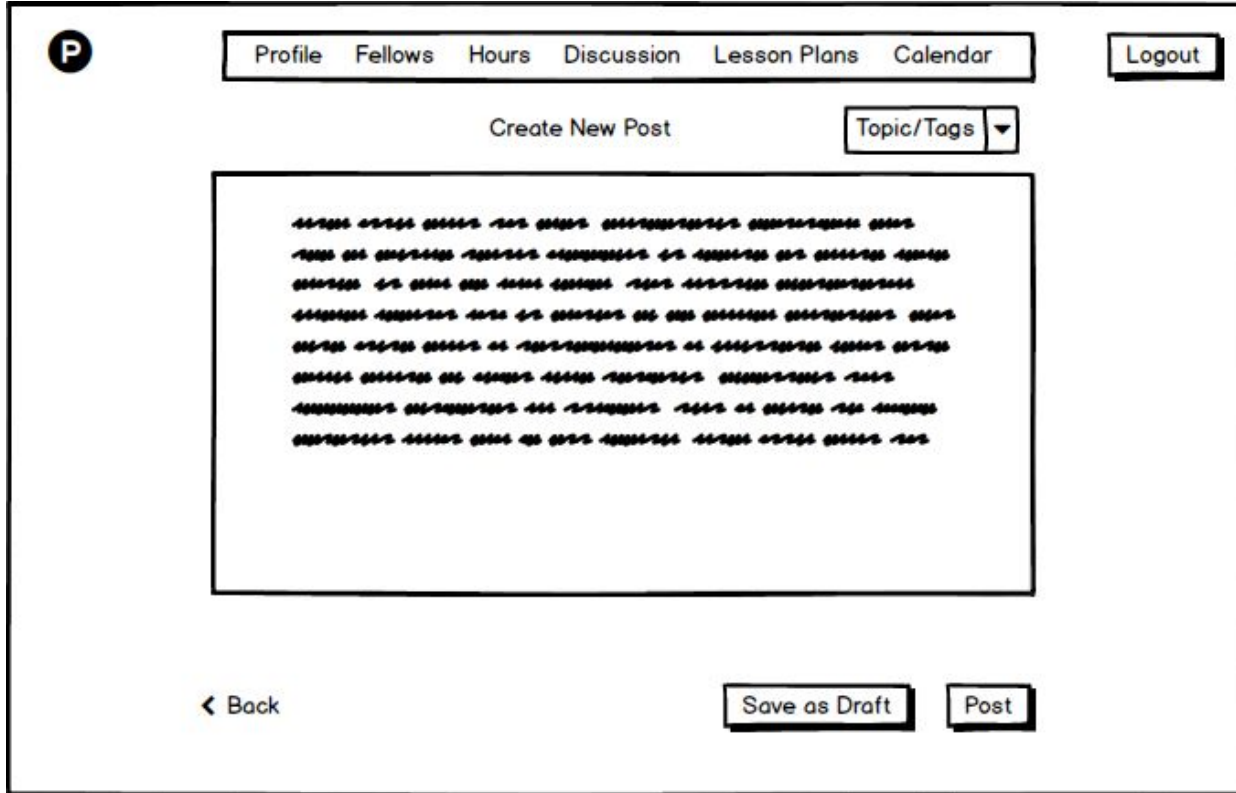 P
Profile Fellows Hours Discussion Lesson Plans Calendar
Logout
Create New Post
Topic/Tags
Back
Save as Draft
Post